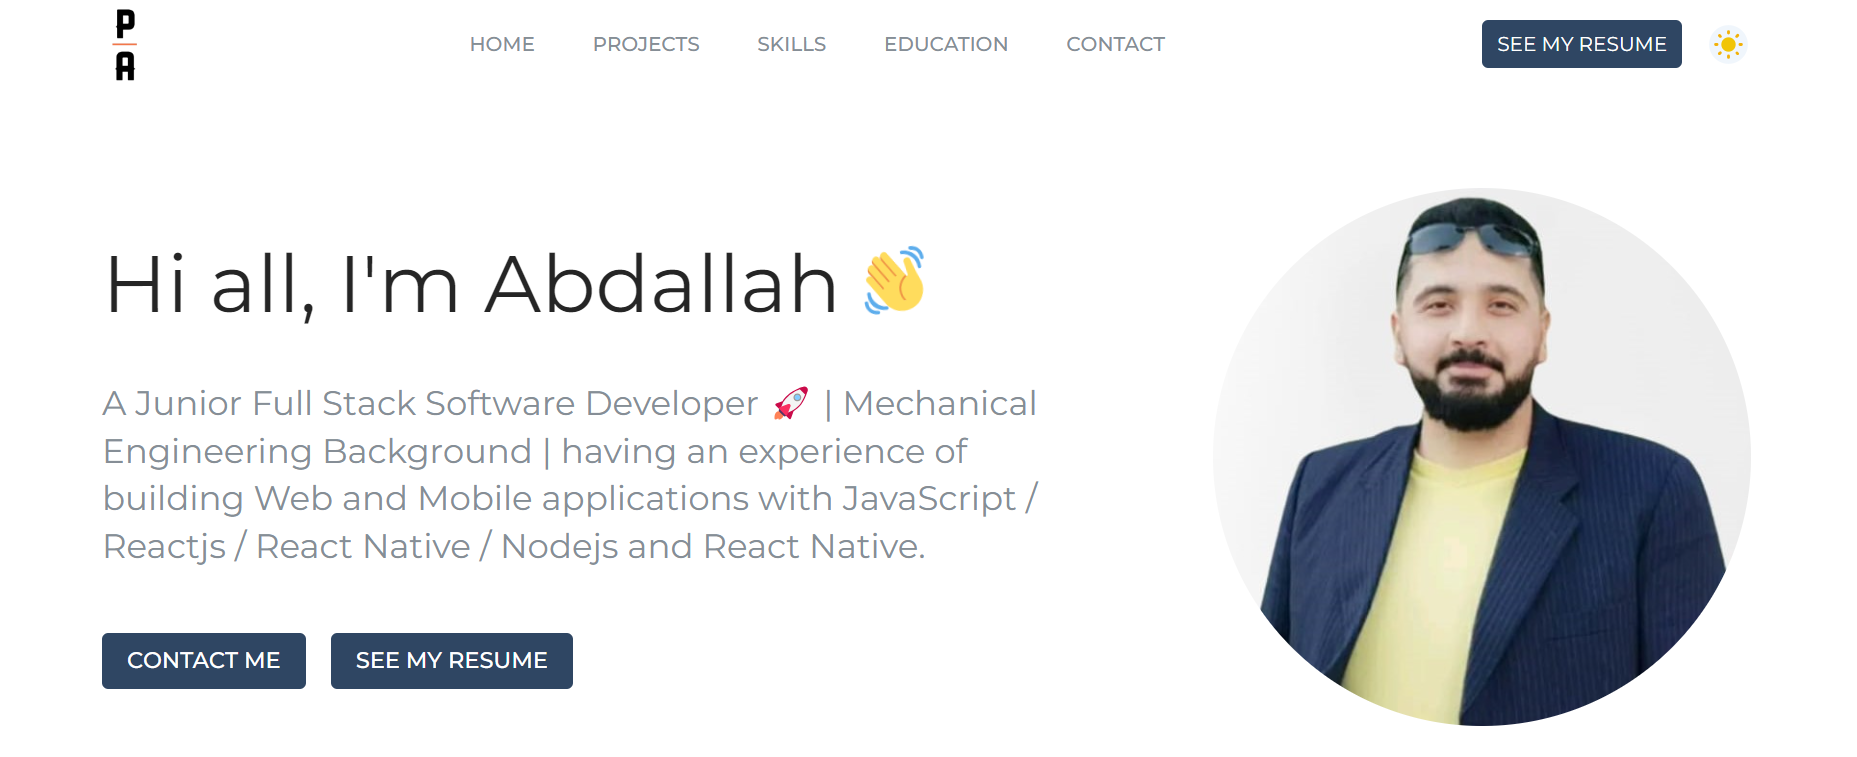 P
A
HOME PROJECTS SKILLS EDUCATION CONTACT SEE MY RESUME
Hi all, I'm Abdallah 👋
A Junior Full Stack Software Developer 🚀 | Mechanical
Engineering Background | having an experience of
building Web and Mobile applications with JavaScript /
Reactjs / React Native / Nodejs and React Native.
CONTACT ME SEE MY RESUME